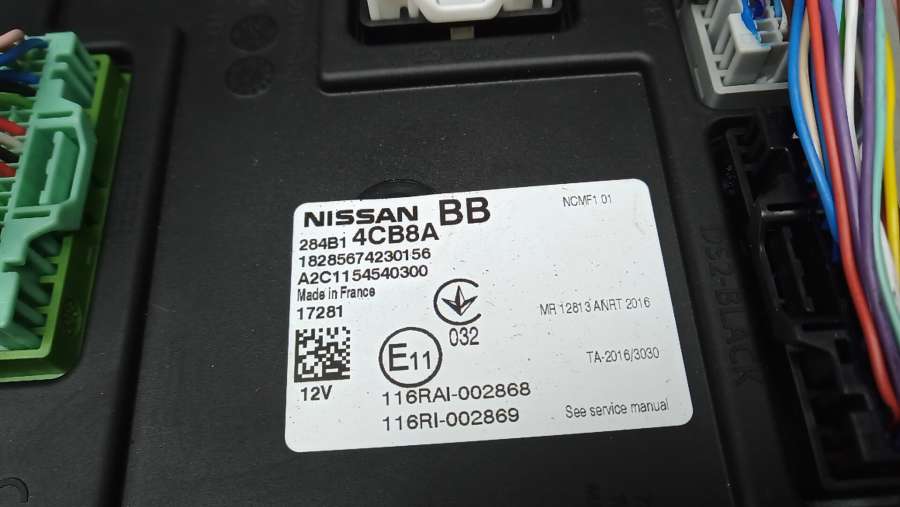 NISSAN BB
NCMF1 01
284B1 4CB8A
18285674230156
A2C1154540300
Made in France
17281
032
MR 12813 ANRT 2016
E11
TA-2016/3030
12V
116RAI-002868
116RI-002869
See service manual
D32-BLACK